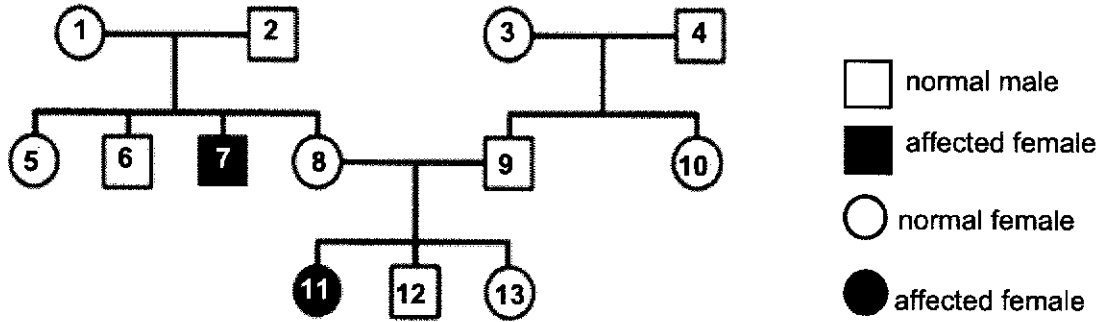 1 2 3 4
5 6 7 8 9 10
11 12 13
normal male
affected female
normal female
affected female